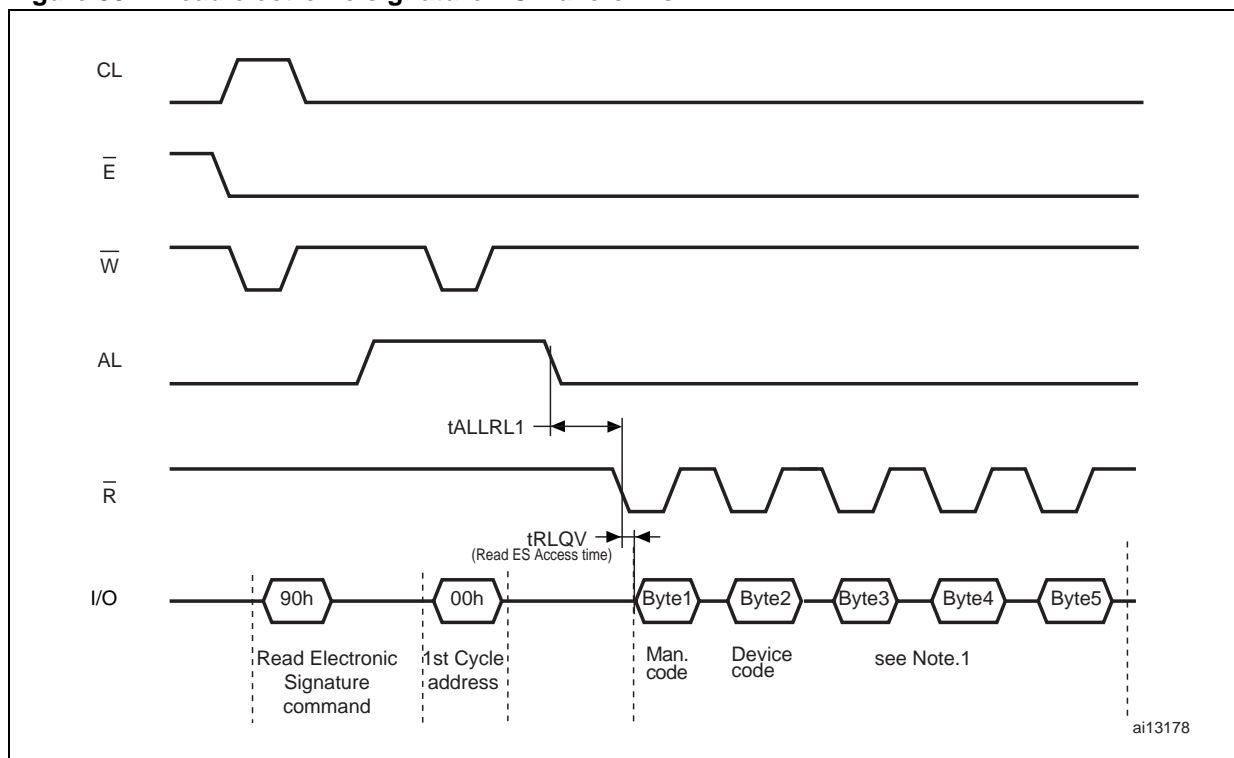 CL
E
W
AL
tALLRL1
R
tRLQV
(Read ES Access time)
I/O
90h
00h
Byte1
Byte2
Byte3
Byte4
Byte5
Read Electronic
Signature
command
1st Cycle
address
Man.
code
Device
code
see Note.1
ai13178